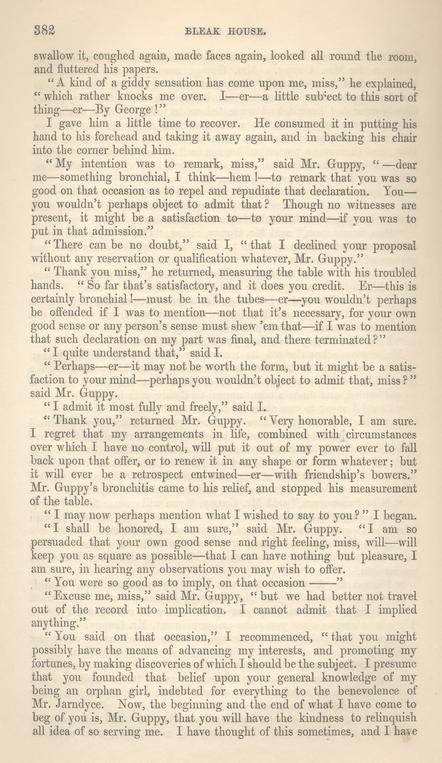 382 BLEAK HOUSE.
swallow it, coughed again, made faces again, looked all round the room,
and fluttered his papers.
“ A kind of a giddy sensation has come upon me, miss,” he explained,
“ which rather knocks me over. I—er—a little subject to this sort of
thing—er—By George ! ”
I gave him a little time to recover. He consumed it in putting his
hand to his forehead and taking it away again, and in backing his chair
into the corner behind him.
“ My intention was to remark, miss,” said Mr. Guppy, “ —dear
me—something bronchial, I think—hem !—to remark that you was so
good on that occasion as to repel and repudiate that declaration. You—
you wouldn’t perhaps object to admit that ? Though no witnesses are
present, it might be a satisfaction to—to your mind—if you was to
put in that admission.”
“ There can be no doubt,” said I, “ that I declined your proposal
without any reservation or qualification whatever, Mr. Guppy.”
“ Thank you miss,” he returned, measuring the table with his troubled
hands. “ So far that’s satisfactory, and it does you credit. Er—this is
certainly bronchial !—must be in the tubes—er—you wouldn’t perhaps
be offended if I was to mention—not that it’s necessary, for your own
good sense or any person’s sense must shew ’em that—if I was to mention
that such declaration on my part was final, and there terminated ? ”
“ I quite understand that,” said I.
“ Perhaps—er—it may not be worth the form, but it might be a satis-
faction to your mind—perhaps you wouldn’t object to admit that, miss ? ”
said Mr. Guppy.
“ I admit it most fully and freely,” said I.
“ Thank you,” returned Mr. Guppy. “ Very honorable, I am sure.
I regret that my arrangements in life, combined with circumstances
over which I have no control, will put it out of my power ever to fall
back upon that offer, or to renew it in any shape or form whatever ; but
it will ever be a retrospect entwined—er—with friendship’s bowers.”
Mr. Guppy’s bronchitis came to his relief, and stopped his measurement
of the table.
“ I may now perhaps mention what I wished to say to you ? ” I began.
“ I shall be honored, I am sure,” said Mr. Guppy. “ I am so
persuaded that your own good sense and right feeling, miss, will—will
keep you as square as possible—that I can have nothing but pleasure, I
am sure, in hearing any observations you may wish to offer.
“ You were so good as to imply, on that occasion ——”
“ Excuse me, miss,” said Mr. Guppy, “ but we had better not travel
out of the record into implication. I cannot admit that I implied
anything.”
“ You said on that occasion,” I recommenced, “ that you might
possibly have the means of advancing my interests, and promoting my
fortunes, by making discoveries of which I should be the subject. I presume
that you founded that belief upon your general knowledge of my
being an orphan girl, indebted for everything to the benevolence of
Mr. Jarndyce. Now, the beginning and the end of what I have come to
beg of you is, Mr. Guppy, that you will have the kindness to relinquish
all idea of so serving me. I have thought of this sometimes, and I have